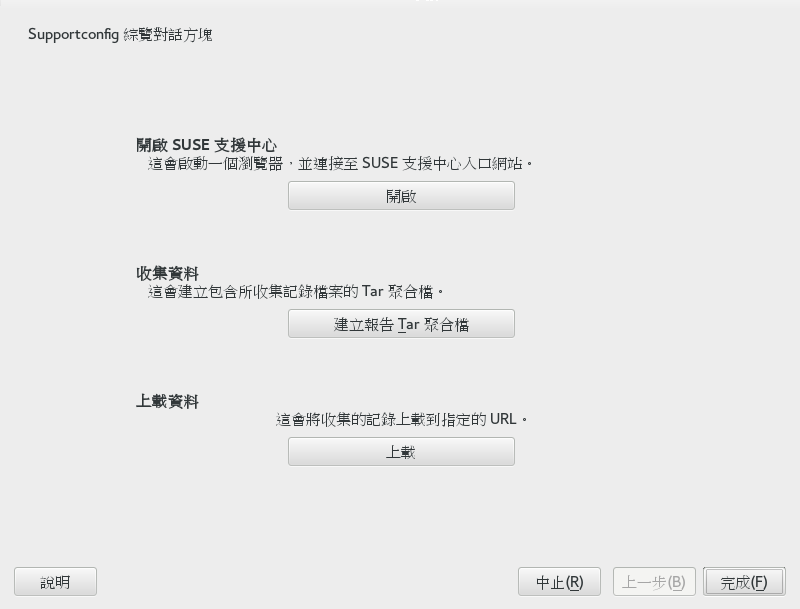 Supportconfig 綜覽對話方塊
開啟 SUSE 支援中心
這會啟動一個瀏覽器，並連接至 SUSE 支援中心入口網站。
開啟
收集資料
這會建立包含所收集記錄檔案的 Tar 聚合檔。
建立報告 Tar 聚合檔
上載資料
這會將收集的記錄上載到指定的 URL。
上載
說明 中止(R) 上一步(B) 完成(F)